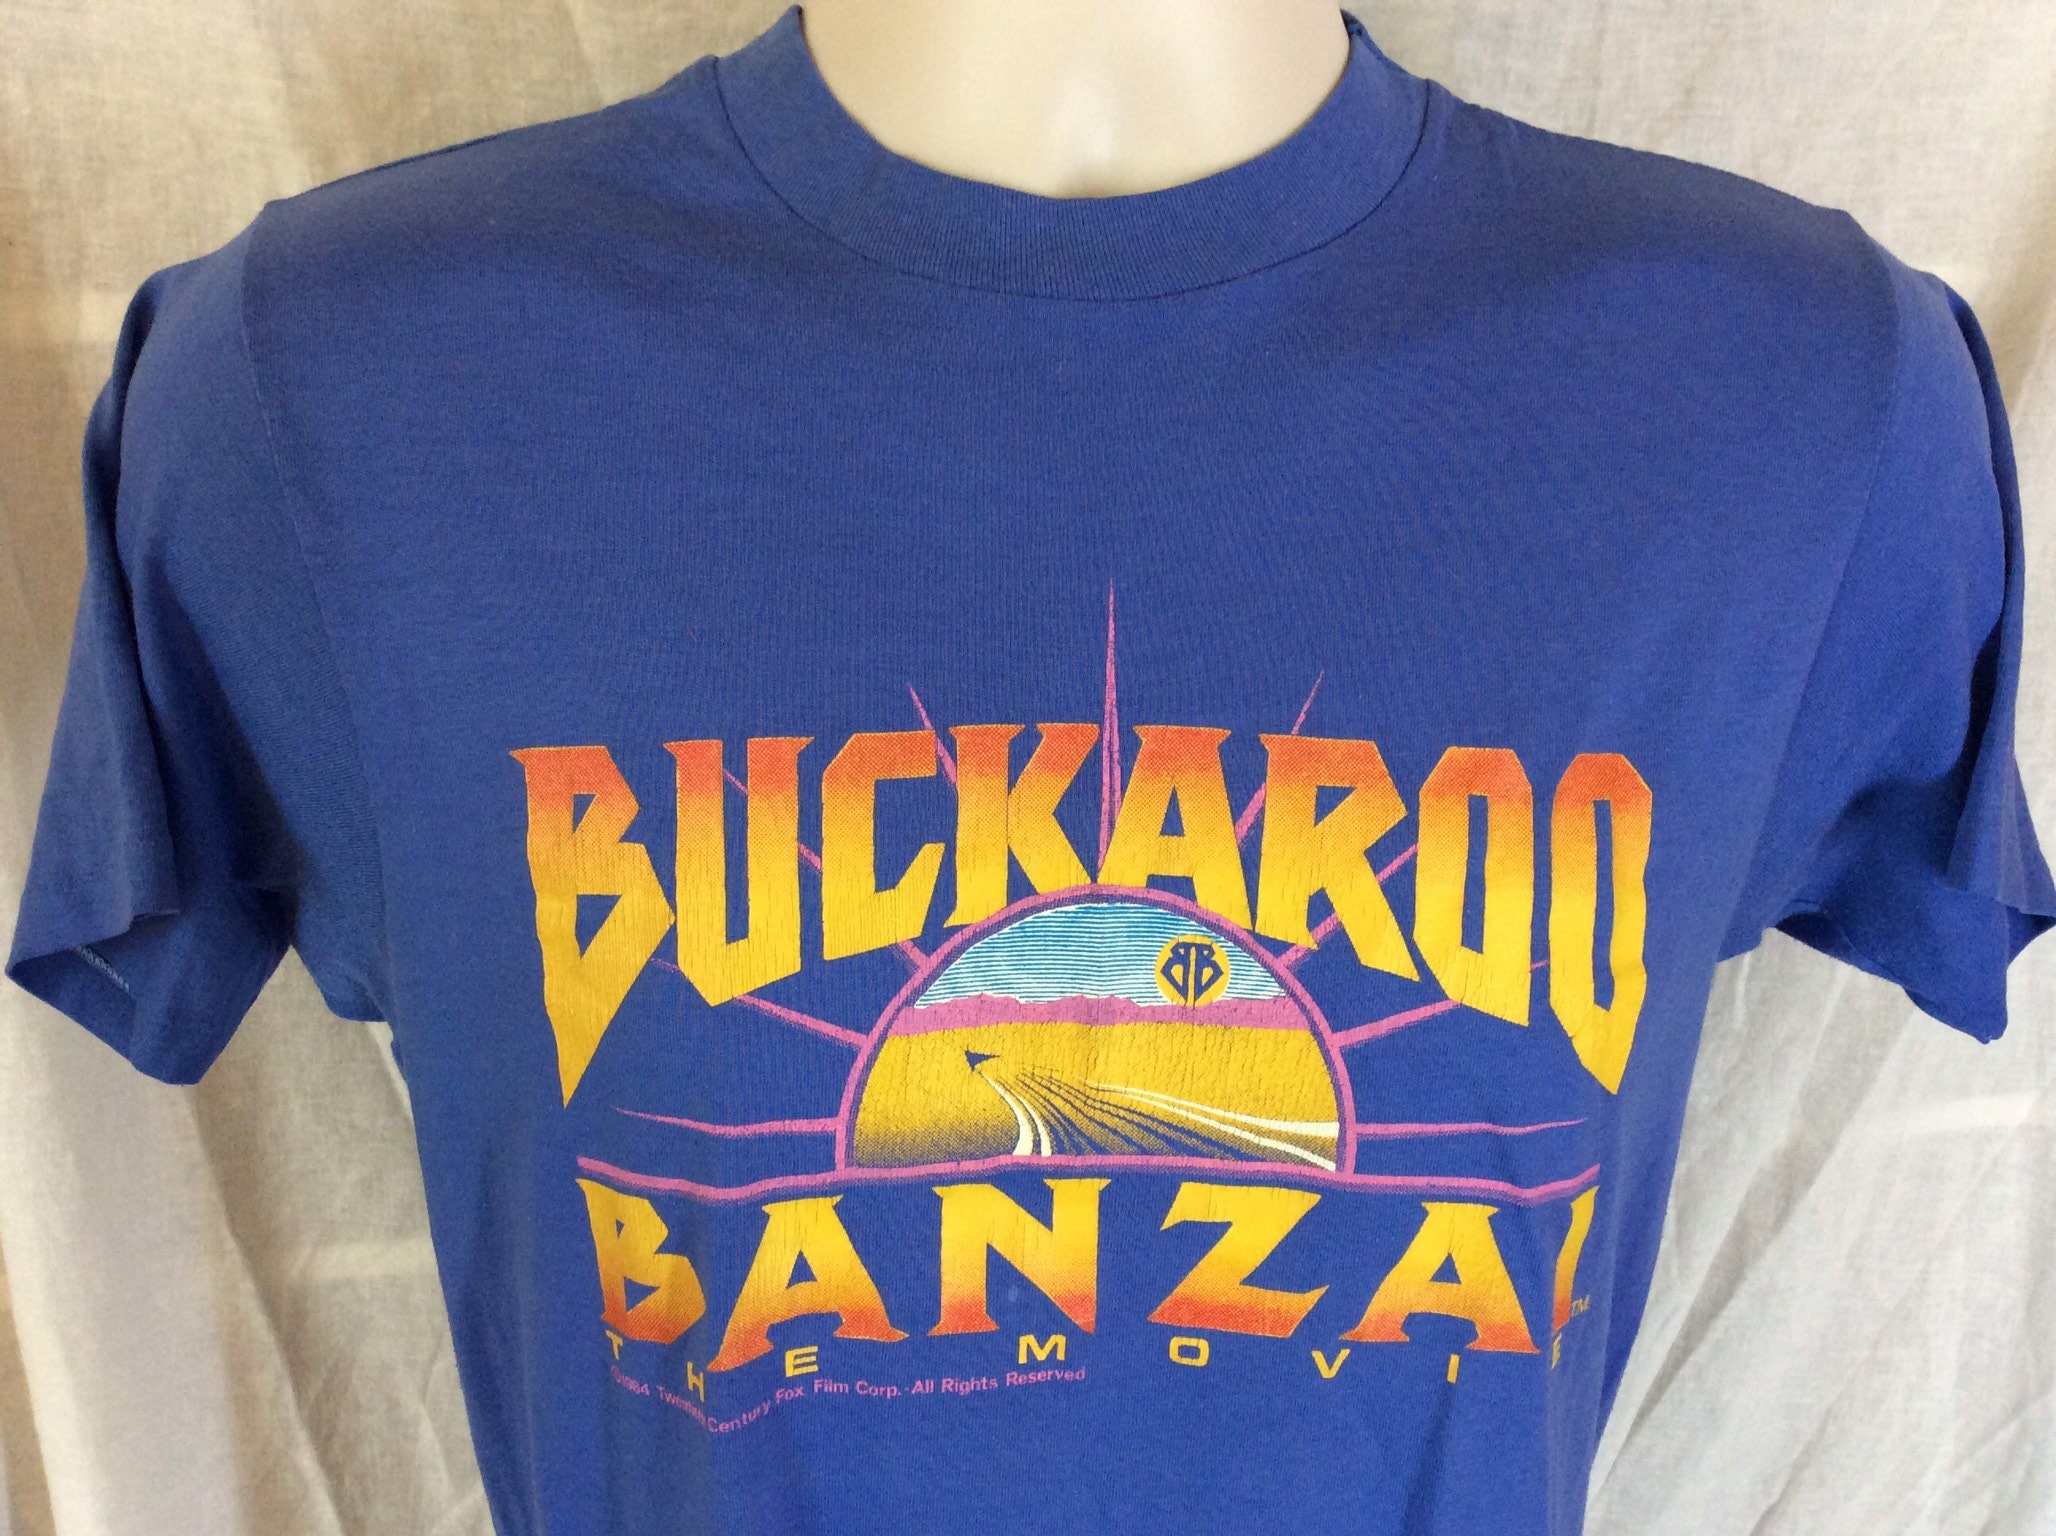 BUCKAROO
BB
BANZAI
TM
THE MOVIE
©1984 Twentieth Century Fox Film Corp.-All Rights Reserved